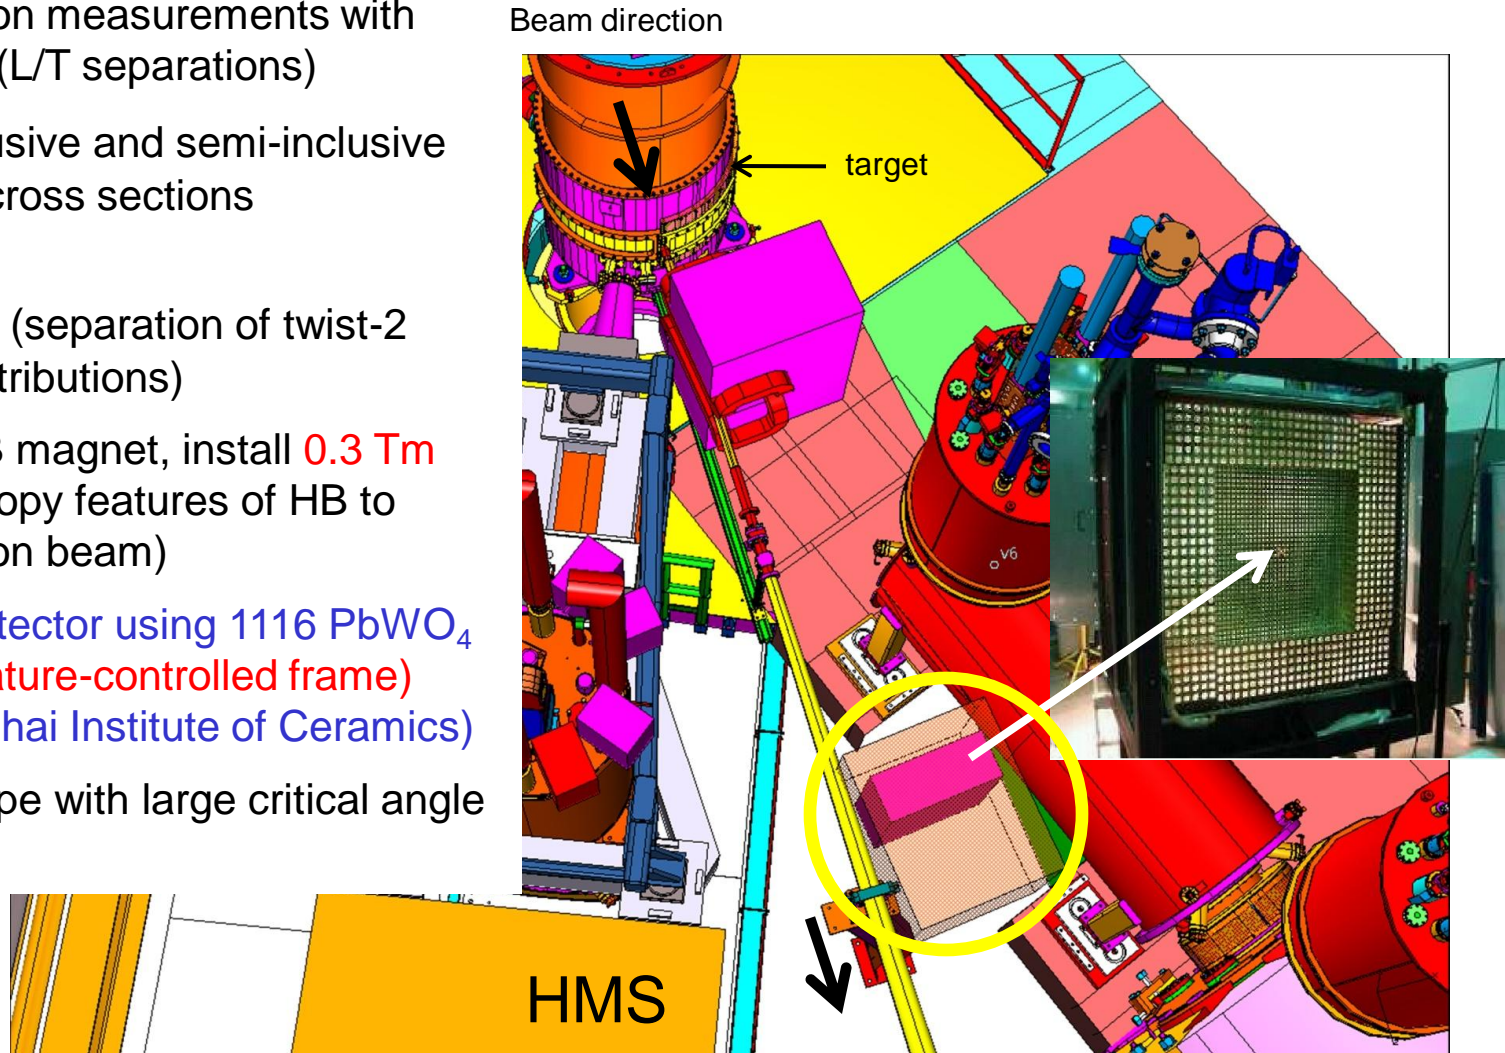 on measurements with
(L/T separations)
usive and semi-inclusive
cross sections
(separation of twist-2
tributions)
magnet, install 0.3 Tm
opy features of HB to
on beam)
tector using 1116 PbWO4
ature-controlled frame)
hai Institute of Ceramics)
pe with large critical angle
Beam direction
target
v6
HMS